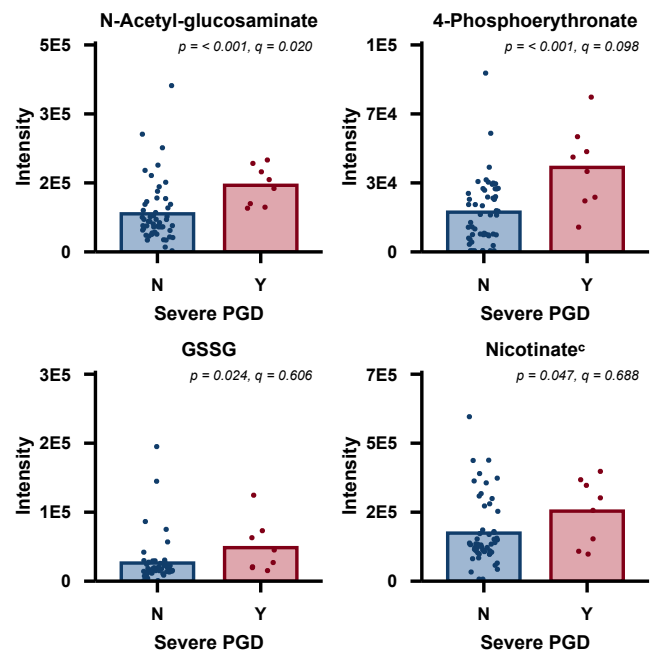 N-Acetyl-glucosaminate
p = < 0.001, q = 0.020
Intensity
5E5
3E5
2E5
0
N
Y
Severe PGD
4-Phosphoerythronate
p = < 0.001, q = 0.098
Intensity
1E5
7E4
3E4
0
N
Y
Severe PGD
GSSG
p = 0.024, q = 0.606
Intensity
3E5
2E5
1E5
0
N
Y
Severe PGD
Nicotinateᶜ
p = 0.047, q = 0.688
Intensity
7E5
5E5
2E5
0
N
Y
Severe PGD